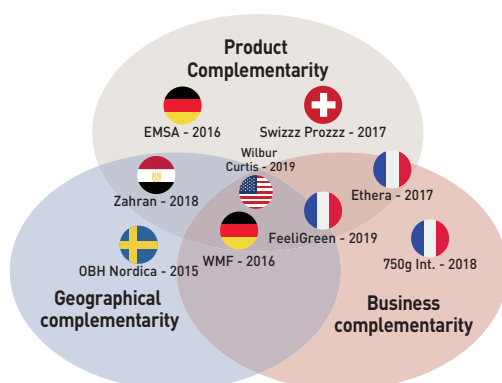 Product
Complementarity
EMSA - 2016
Swizzz Prozzz - 2017
Wilbur
Curtis - 2019
Zahran - 2018
Ethera - 2017
FeeliGreen - 2019
OBH Nordica - 2015
WMF - 2016
750g Int. - 2018
Geographical
complementarity
Business
complementarity